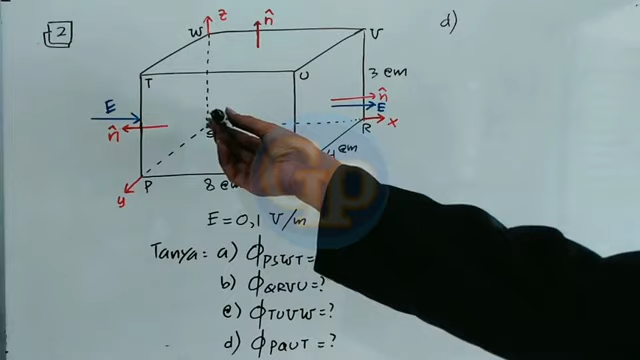 2
d)
W
z
n̂
V
T
U
3 cm
E
n̂
E
n̂
S
R
x
4 cm
P
8 cm
y
E = 0,1 V/m
Tanya = a) ϕPSWT =
b) ϕQRVU = ?
c) ϕTUVW = ?
d) ϕPQUT = ?